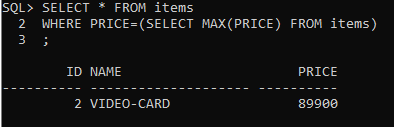 SQL> SELECT * FROM items
2 WHERE PRICE=(SELECT MAX(PRICE) FROM items)
3 ;
ID NAME PRICE
---------- -------------------- ----------
2 VIDEO-CARD 89900